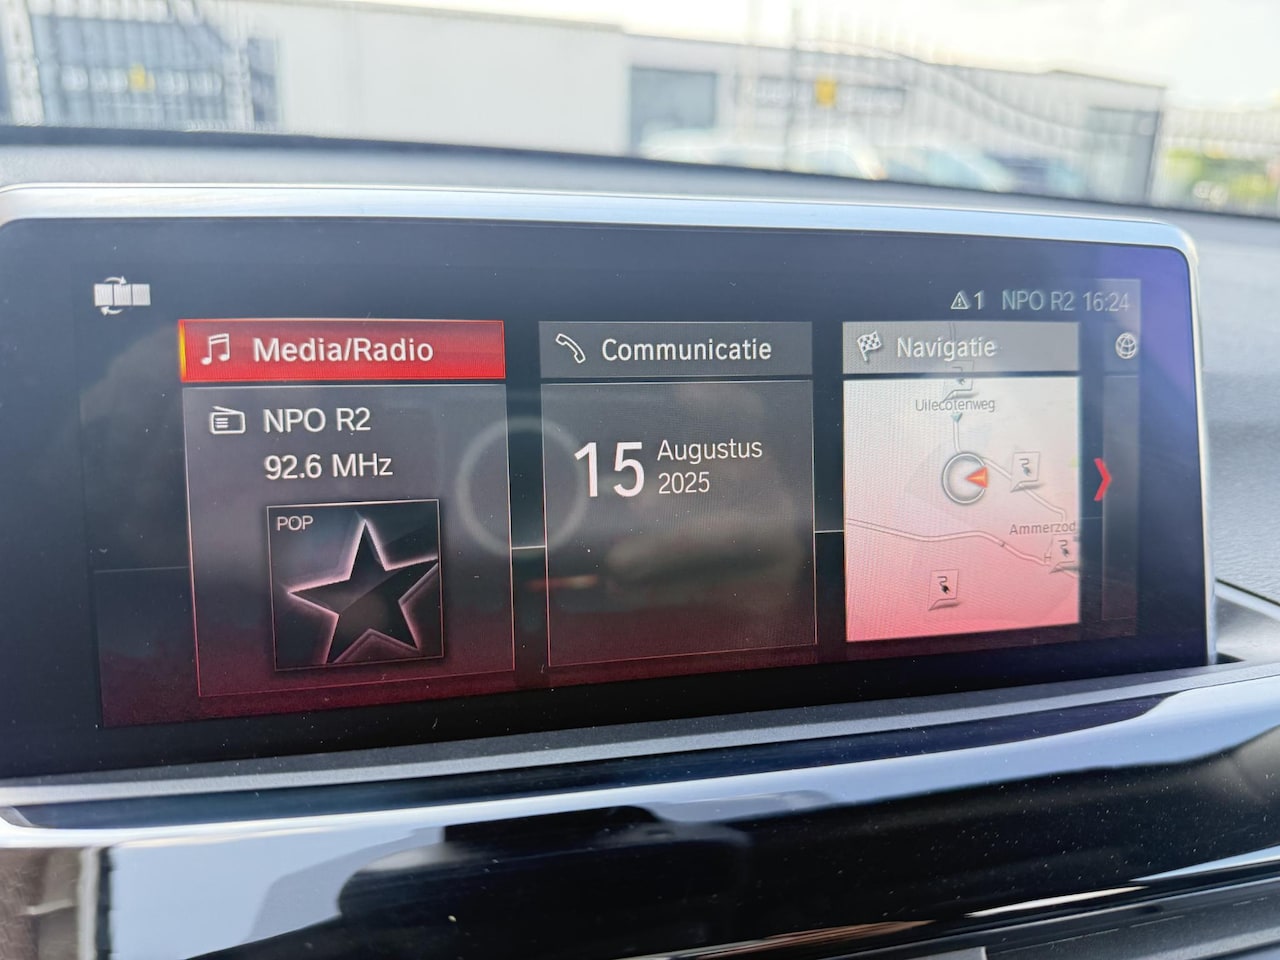 1 NPO R2 16:24
Media/Radio
Communicatie
Navigatie
NPO R2
92.6 MHz
POP
15 Augustus
2025
Ulecotenweg
Ammerzod